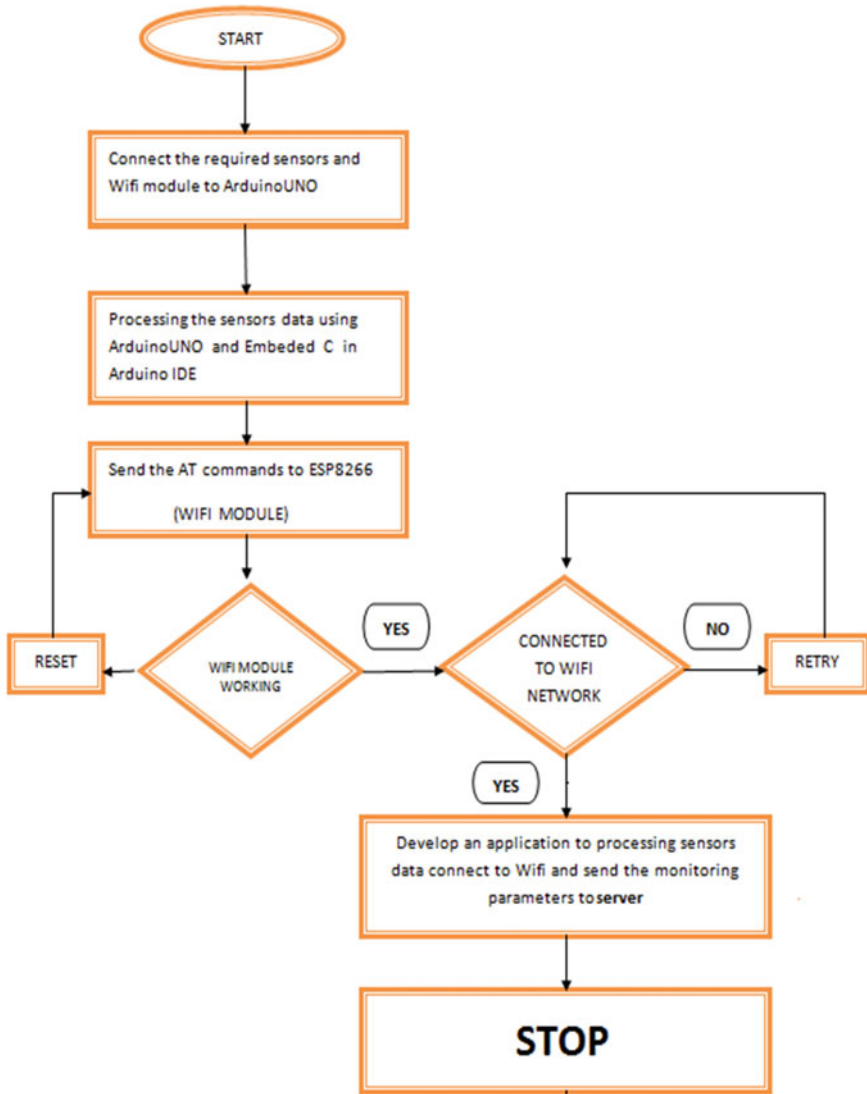 START
Connect the required sensors and
Wifi module to ArduinoUNO
Processing the sensors data using
ArduinoUNO and Embeded C in
Arduino IDE
Send the AT commands to ESP8266
(WIFI MODULE)
RESET
WIFI MODULE
WORKING
YES
CONNECTED
TO WIFI
NETWORK
NO
RETRY
YES
Develop an application to processing sensors
data connect to Wifi and send the monitoring
parameters toserver
STOP